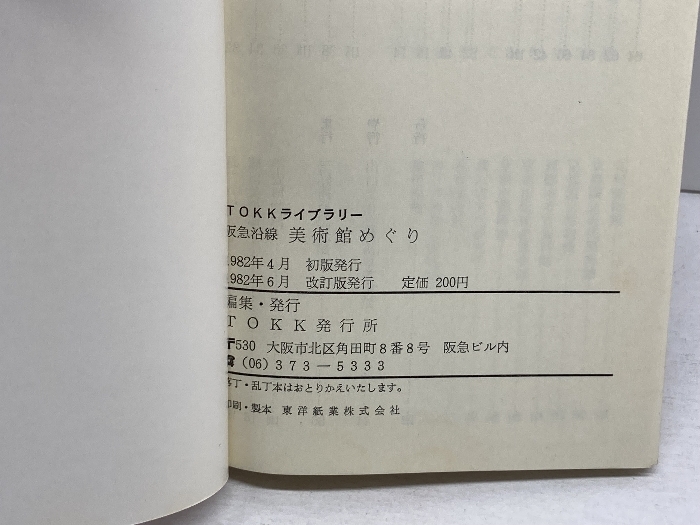 TOKKライブラリー
阪急沿線 美術館めぐり
1982年4月 初版発行
1982年6月 改訂版発行 定価 200円
編集・発行
TOKK発行所
〒530 大阪市北区角田町8番8号 阪急ビル内
☎(06)373—5333
落丁・乱丁本はおとりかえいたします。
印刷・製本 東洋紙業株式会社